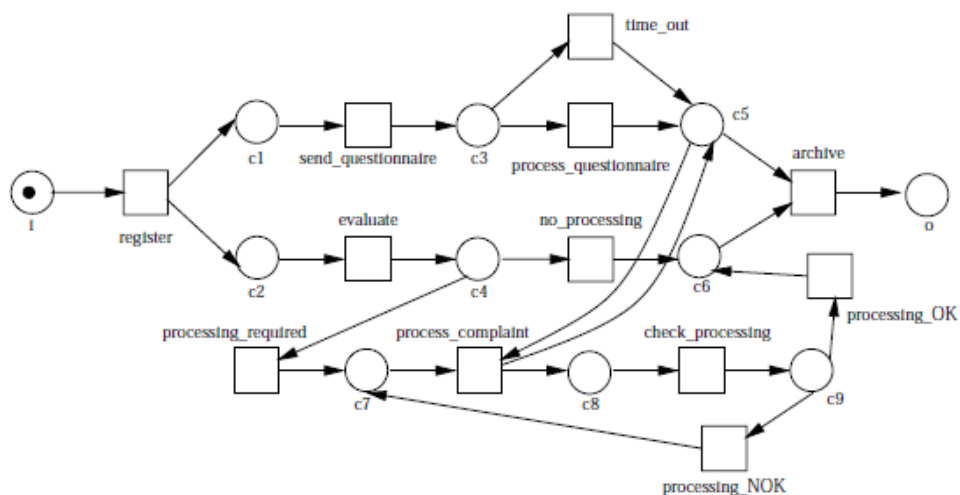 time_out
c5
c1
send_questionnaire
c3
process_questionnaire
archive
i
register
evaluate
no_processing
o
c2
c4
c6
processing_required
process_complaint
check_processing
processing_OK
c7
c8
c9
processing_NOK